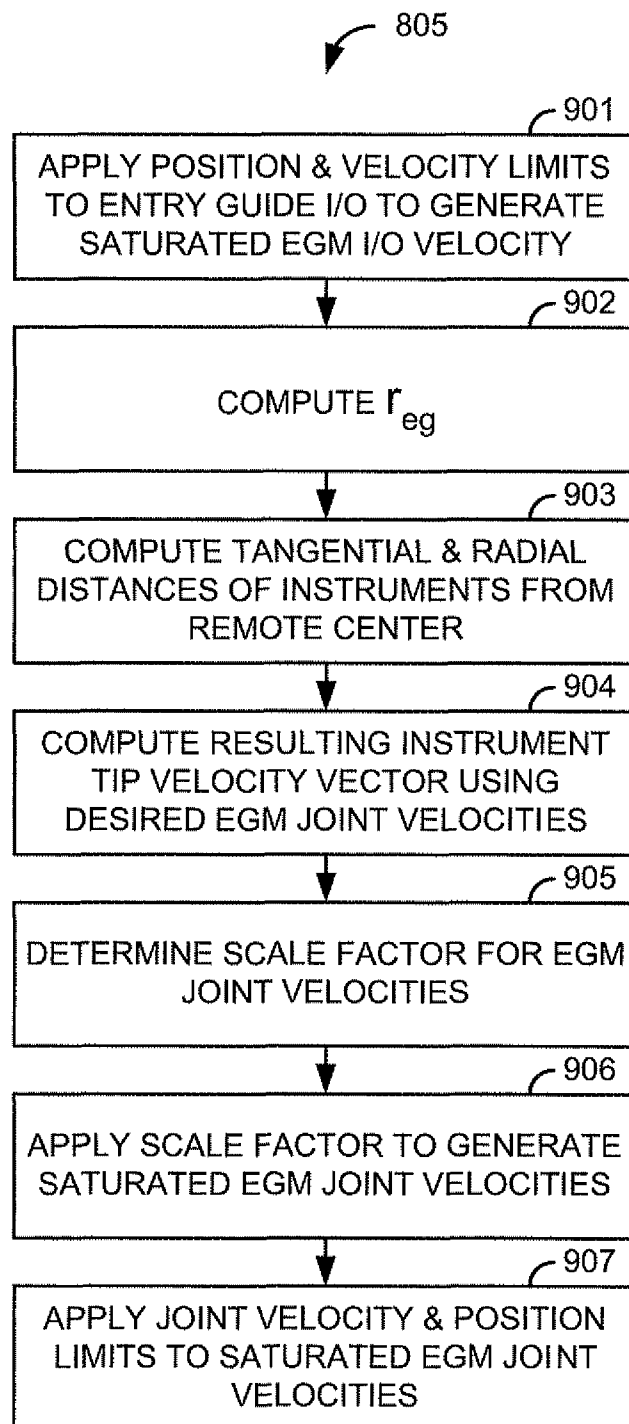 805
901
APPLY POSITION & VELOCITY LIMITS
TO ENTRY GUIDE I/O TO GENERATE
SATURATED EGM I/O VELOCITY
902
COMPUTE reg
903
COMPUTE TANGENTIAL & RADIAL
DISTANCES OF INSTRUMENTS FROM
REMOTE CENTER
904
COMPUTE RESULTING INSTRUMENT
TIP VELOCITY VECTOR USING
DESIRED EGM JOINT VELOCITIES
905
DETERMINE SCALE FACTOR FOR EGM
JOINT VELOCITIES
906
APPLY SCALE FACTOR TO GENERATE
SATURATED EGM JOINT VELOCITIES
907
APPLY JOINT VELOCITY & POSITION
LIMITS TO SATURATED EGM JOINT
VELOCITIES